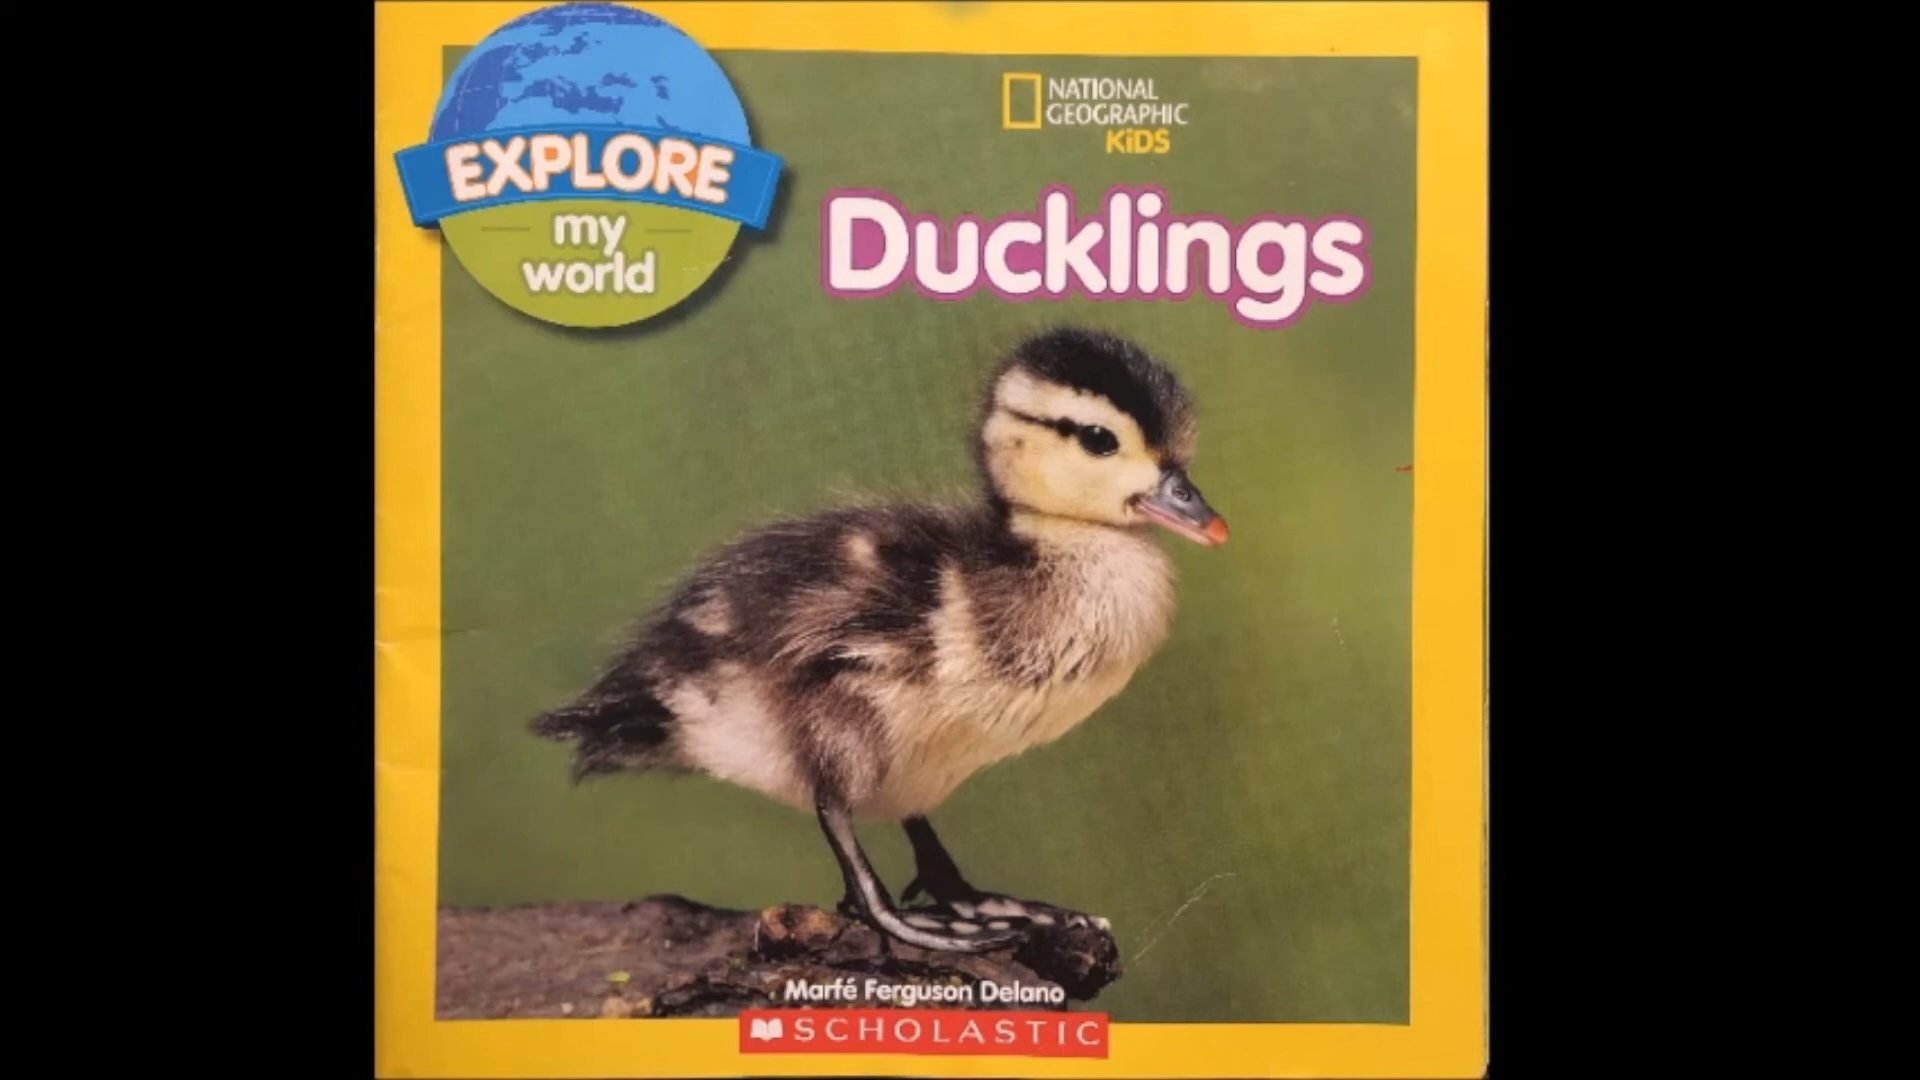 EXPLORE
my
world
NATIONAL
GEOGRAPHIC
KiDS
Ducklings
Marfé Ferguson Delano
SCHOLASTIC